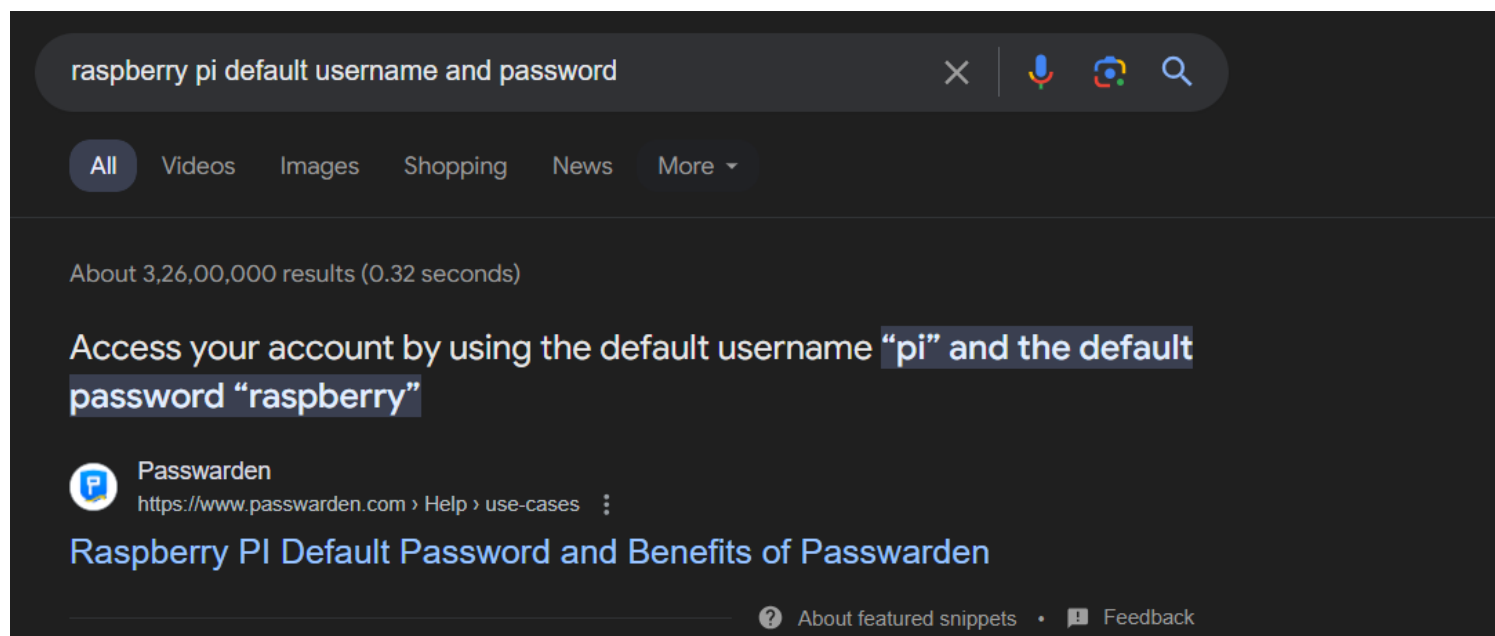 raspberry pi default username and password
All Videos Images Shopping News More
About 3,26,00,000 results (0.32 seconds)
Access your account by using the default username “pi” and the default
password “raspberry”
Passwarden
https://www.passwarden.com › Help › use-cases
Raspberry PI Default Password and Benefits of Passwarden
About featured snippets • Feedback